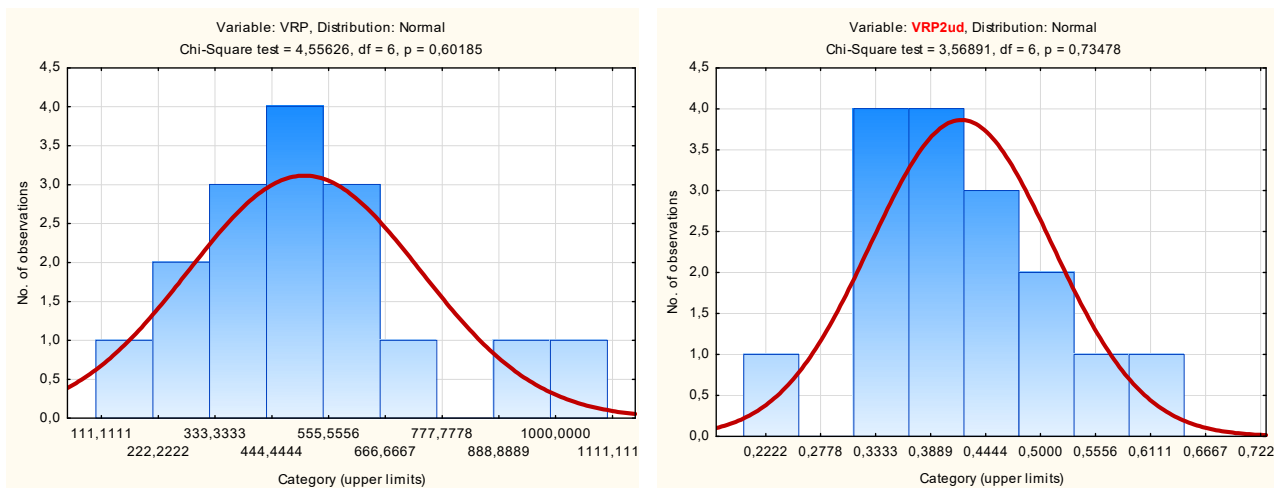 Variable: VRP, Distribution: Normal
Chi-Square test = 4,55626, df = 6, p = 0,60185
4,5
4,0
3,5
3,0
2,5
2,0
1,5
1,0
0,5
0,0
No. of observations
111,1111 333,3333 555,5556 777,7778 1000,0000
222,2222 444,4444 666,6667 888,8889 1111,111
Category (upper limits)
Variable: VRP2ud, Distribution: Normal
Chi-Square test = 3,56891, df = 6, p = 0,73478
4,5
4,0
3,5
3,0
2,5
2,0
1,5
1,0
0,5
0,0
No. of observations
0,2222 0,2778 0,3333 0,3889 0,4444 0,5000 0,5556 0,6111 0,6667 0,722
Category (upper limits)